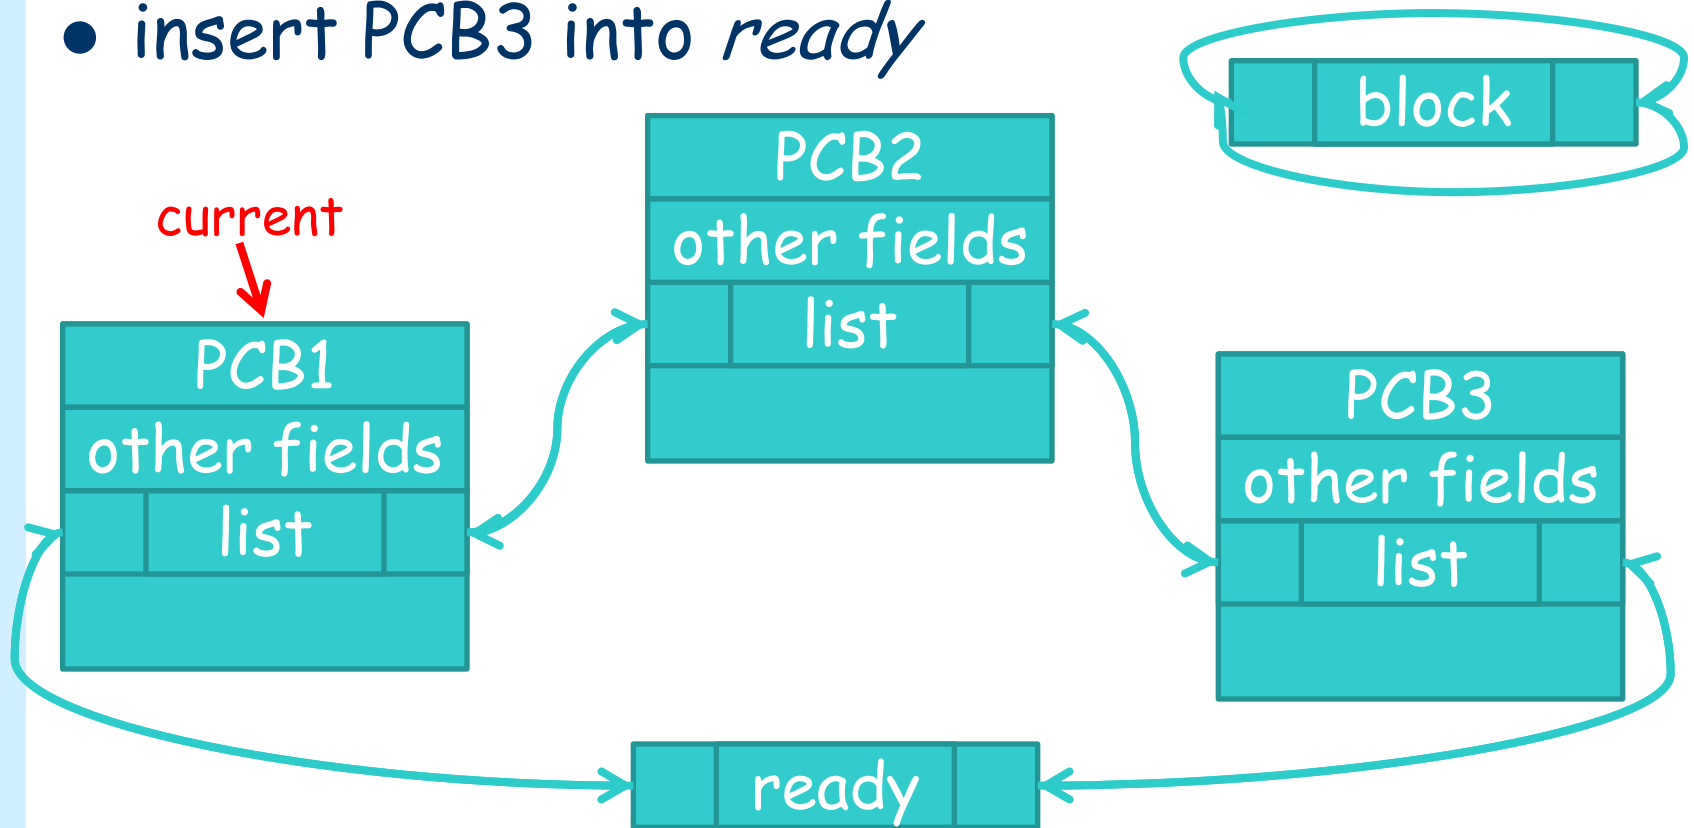 ● insert PCB3 into ready
block
PCB2
other fields
list
current
PCB1
other fields
list
PCB3
other fields
list
ready